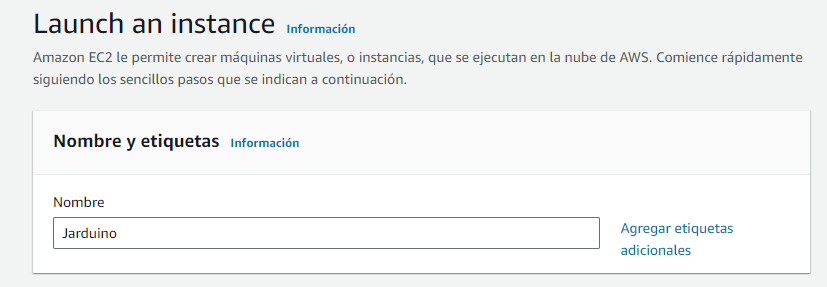 Launch an instance Información
Amazon EC2 le permite crear máquinas virtuales, o instancias, que se ejecutan en la nube de AWS. Comience rápidamente
siguiendo los sencillos pasos que se indican a continuación.
Nombre y etiquetas Información
Nombre
Jarduino
Agregar etiquetas
adicionales